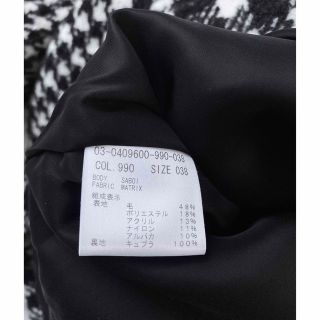 03-0409600-990-038
COL.990 SIZE 038
BODY SABOI
FABRIC MATRIX
組成表示
表地 毛 48%
ポリエステル 18%
アクリル 13%
ナイロン 11%
アルパカ 10%
裏地 キュプラ 100%